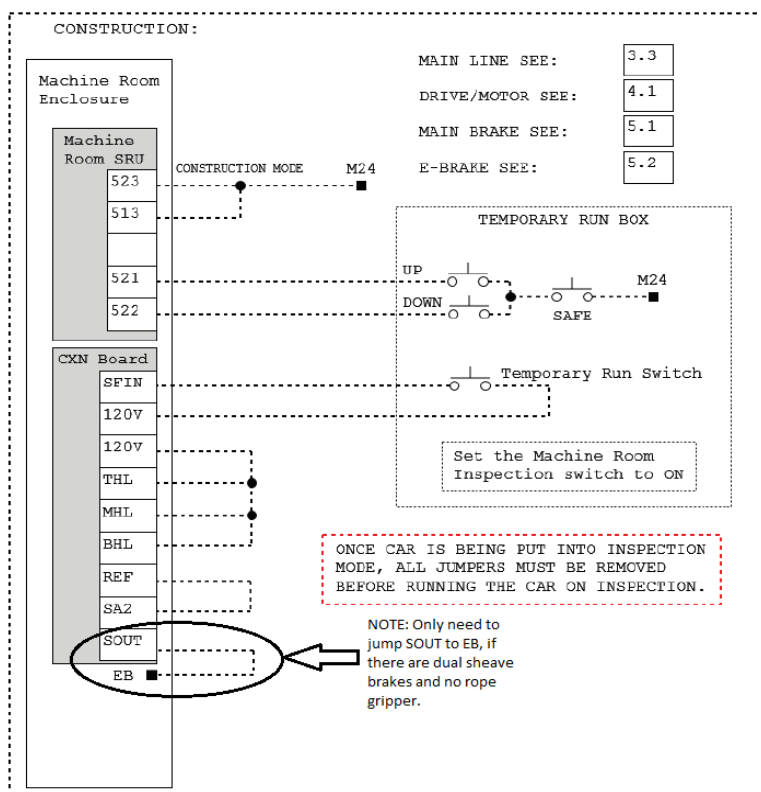 CONSTRUCTION:
MAIN LINE SEE: 3.3
DRIVE/MOTOR SEE: 4.1
MAIN BRAKE SEE: 5.1
E-BRAKE SEE: 5.2
Machine Room
Enclosure
Machine
Room SRU
523
513
521
522
CONSTRUCTION MODE
M24
TEMPORARY RUN BOX
UP
DOWN
SAFE
M24
CXN Board
SFIN
120V
120V
THL
MHL
BHL
REF
SA2
SOUT
EB
Temporary Run Switch
Set the Machine Room
Inspection switch to ON
ONCE CAR IS BEING PUT INTO INSPECTION
MODE, ALL JUMPERS MUST BE REMOVED
BEFORE RUNNING THE CAR ON INSPECTION.
NOTE: Only need to
jump SOUT to EB, if
there are dual sheave
brakes and no rope
gripper.